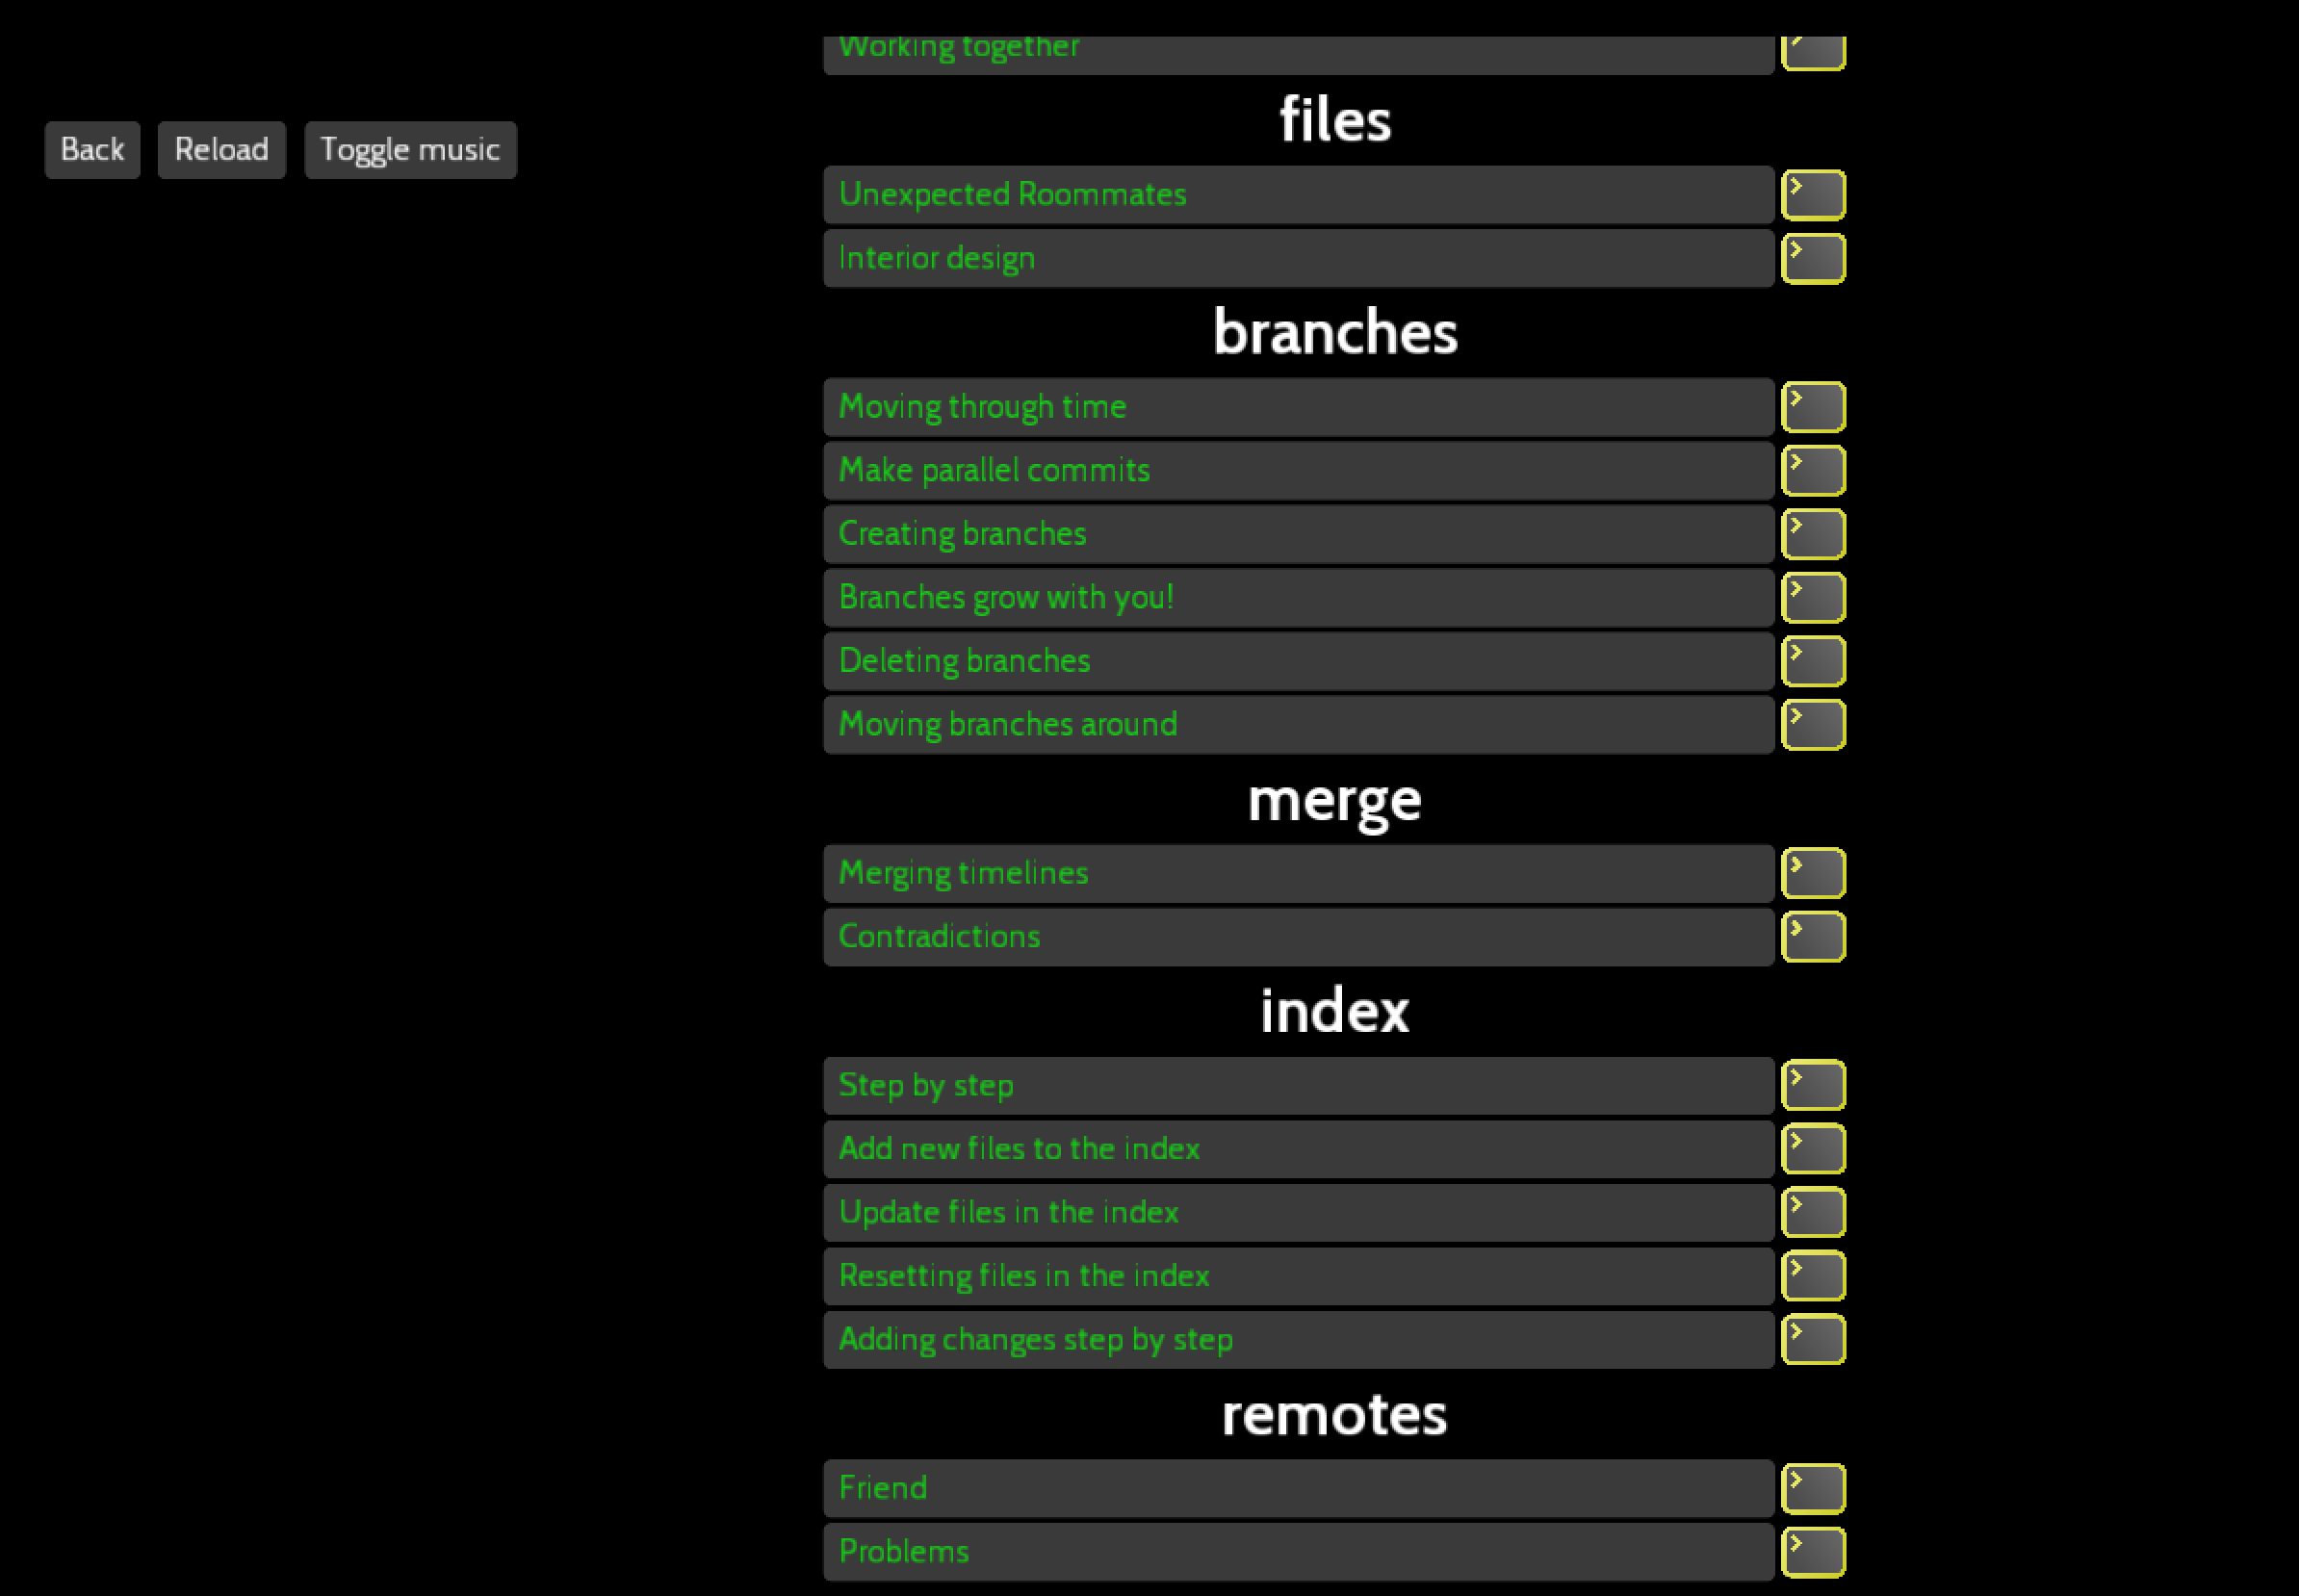 Working together
files
Back Reload Toggle music
Unexpected Roommates
Interior design
branches
Moving through time
Make parallel commits
Creating branches
Branches grow with you!
Deleting branches
Moving branches around
merge
Merging timelines
Contradictions
index
Step by step
Add new files to the index
Update files in the index
Resetting files in the index
Adding changes step by step
remotes
Friend
Problems